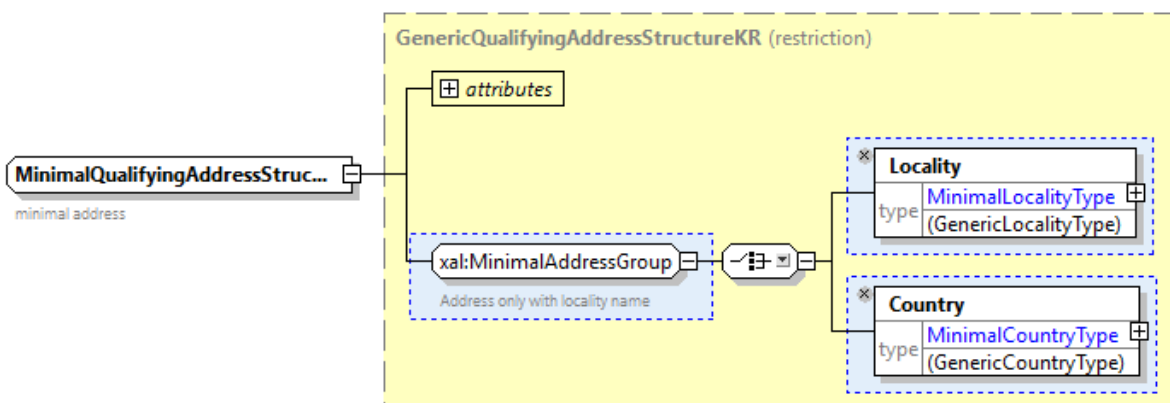 GenericQualifyingAddressStructureKR (restriction)
attributes
MinimalQualifyingAddressStruc...
minimal address
xal:MinimalAddressGroup
Address only with locality name
Locality
type MinimalLocalityType
(GenericLocalityType)
Country
type MinimalCountryType
(GenericCountryType)